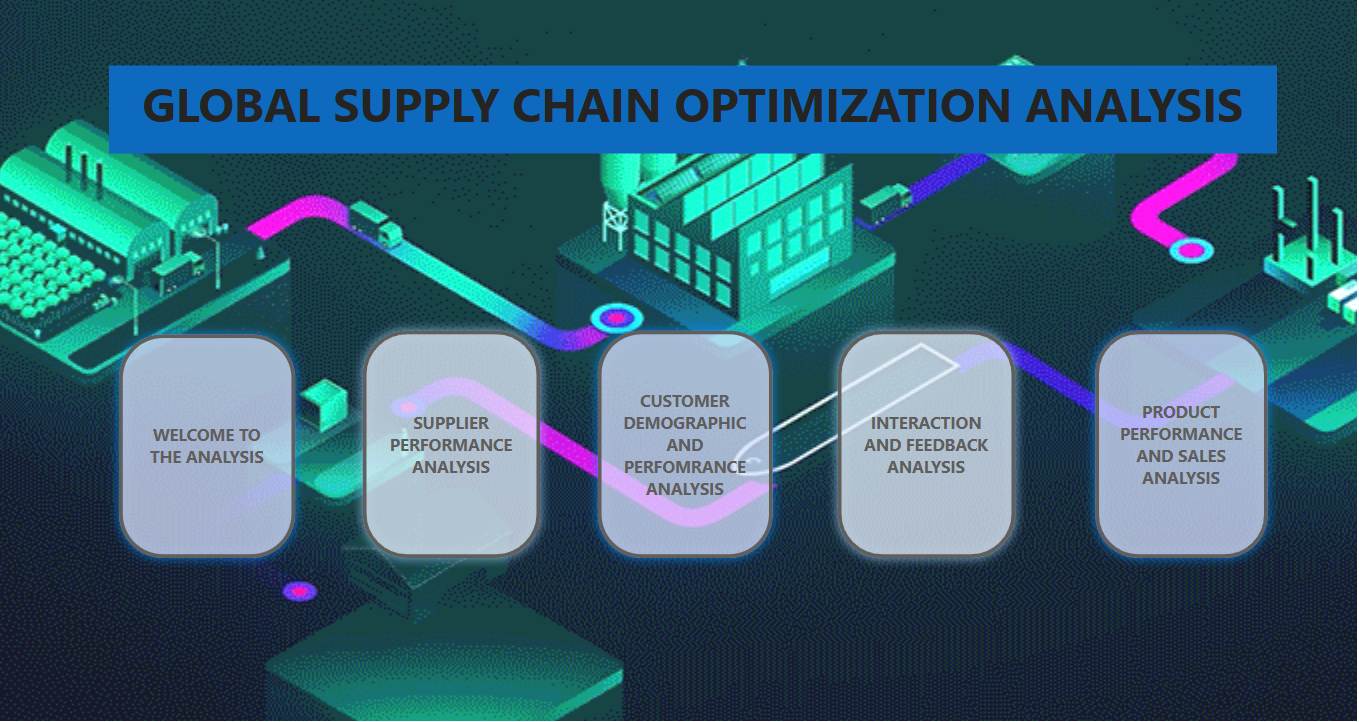 GLOBAL SUPPLY CHAIN OPTIMIZATION ANALYSIS
WELCOME TO
THE ANALYSIS
SUPPLIER
PERFORMANCE
ANALYSIS
CUSTOMER
DEMOGRAPHIC
AND
PERFOMRANCE
ANALYSIS
INTERACTION
AND FEEDBACK
ANALYSIS
PRODUCT
PERFORMANCE
AND SALES
ANALYSIS